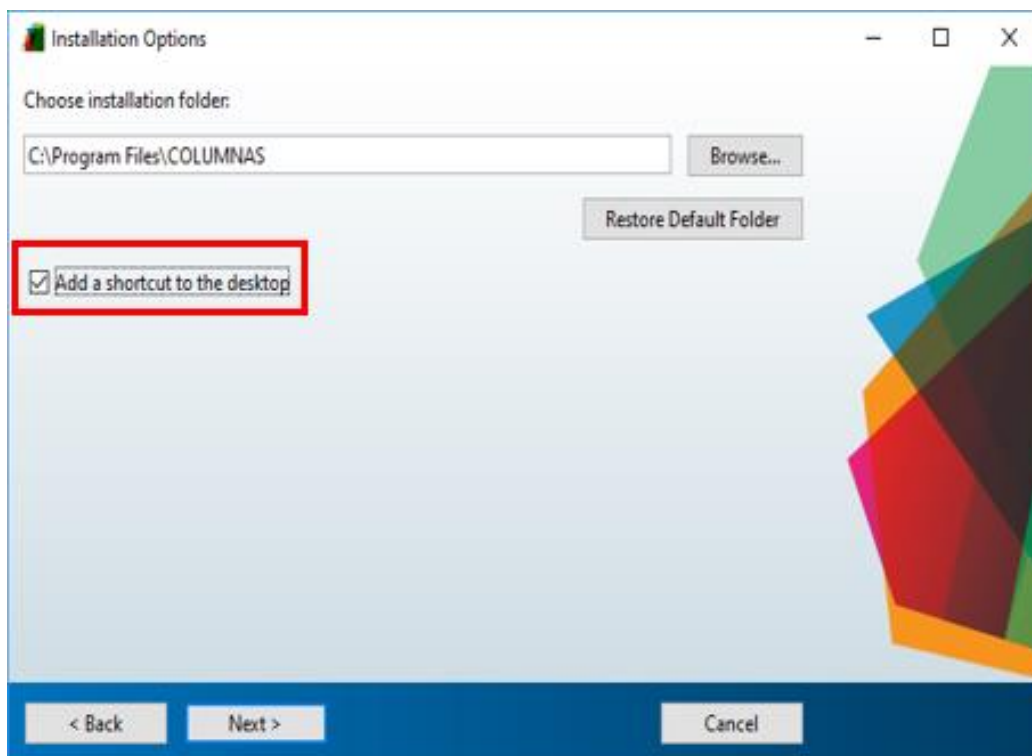 Installation Options
Choose installation folder:
C:\Program Files\COLUMNAS
Browse...
Restore Default Folder
Add a shortcut to the desktop
< Back
Next >
Cancel